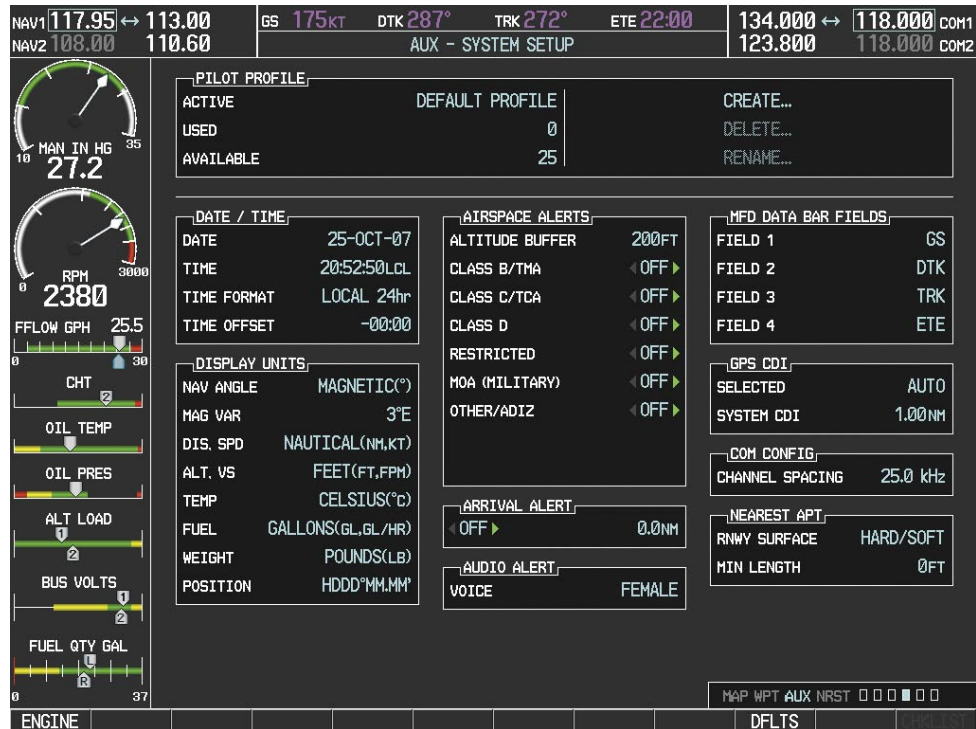 NAV1 117.95 ↔ 113.00
NAV2 108.00 110.60
GS 175KT DTK 287° TRK 272° ETE 22:00
AUX - SYSTEM SETUP
134.000 ↔ 118.000 COM1
123.800 118.000 COM2
10 MAN IN HG 35
27.2
0 RPM 3000
2380
FFLOW GPH 25.5
0 30
CHT
2
OIL TEMP
OIL PRES
ALT LOAD
1
2
BUS VOLTS
1
2
FUEL QTY GAL
L
R
0 37
PILOT PROFILE
ACTIVE DEFAULT PROFILE
USED 0
AVAILABLE 25
CREATE...
DELETE...
RENAME...
DATE / TIME
DATE 25-OCT-07
TIME 20:52:50LCL
TIME FORMAT LOCAL 24hr
TIME OFFSET -00:00
DISPLAY UNITS
NAV ANGLE MAGNETIC(°)
MAG VAR 3°E
DIS, SPD NAUTICAL(NM,KT)
ALT, VS FEET(FT,FPM)
TEMP CELSIUS(°C)
FUEL GALLONS(GL,GL/HR)
WEIGHT POUNDS(LB)
POSITION HDDD°MM.MM'
AIRSPACE ALERTS
ALTITUDE BUFFER 200FT
CLASS B/TMA OFF
CLASS C/TCA OFF
CLASS D OFF
RESTRICTED OFF
MOA (MILITARY) OFF
OTHER/ADIZ OFF
ARRIVAL ALERT
OFF 0.0NM
AUDIO ALERT
VOICE FEMALE
MFD DATA BAR FIELDS
FIELD 1 GS
FIELD 2 DTK
FIELD 3 TRK
FIELD 4 ETE
GPS CDI
SELECTED AUTO
SYSTEM CDI 1.00NM
COM CONFIG
CHANNEL SPACING 25.0 kHz
NEAREST APT
RNWY SURFACE HARD/SOFT
MIN LENGTH 0FT
MAP WPT AUX NRST
ENGINE DFLTS CHKLIST